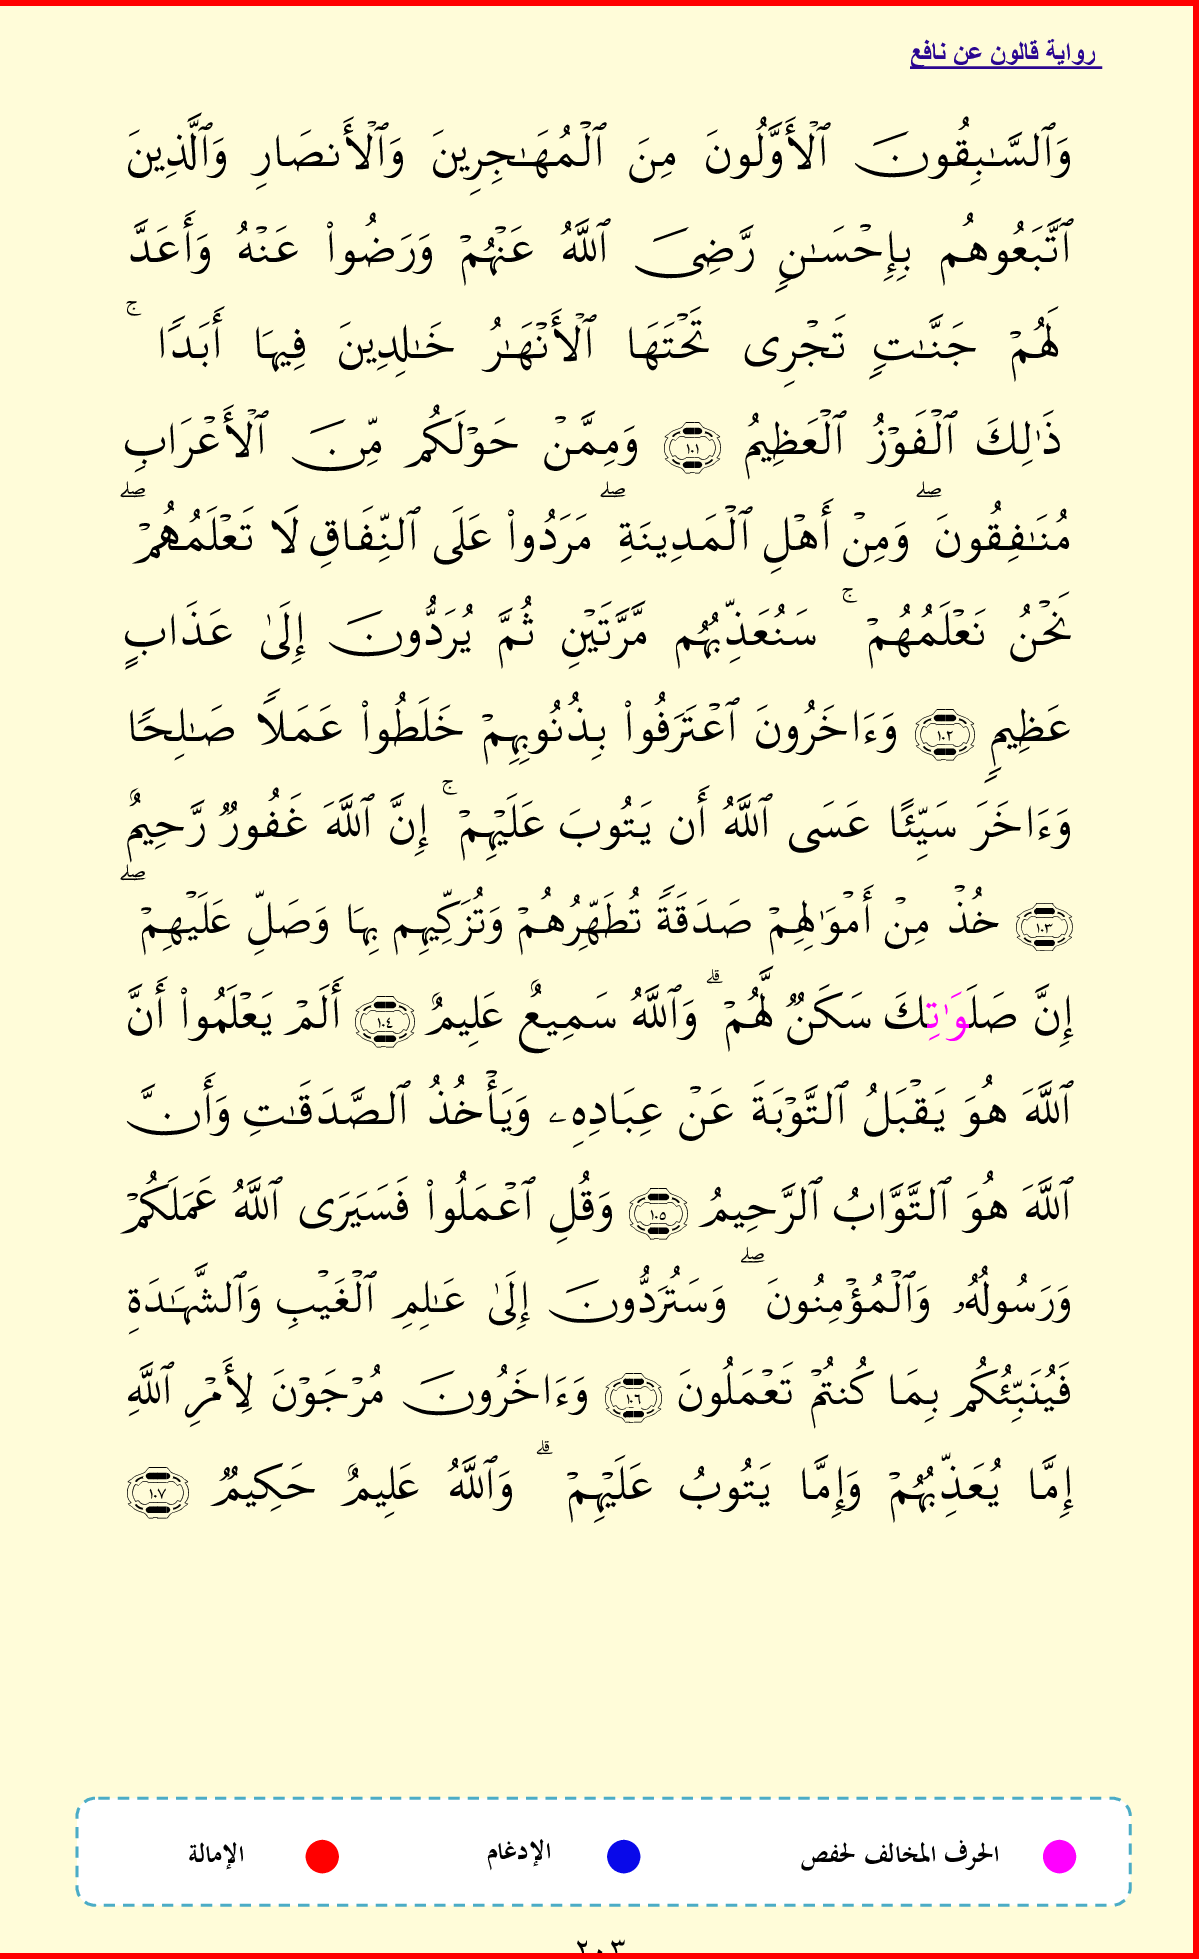 رواية قالون عن نافع
وَٱلسَّـٰبِقُونَ ٱلْأَوَّلُونَ مِنَ ٱلْمُهَـٰجِرِينَ وَٱلْأَنصَارِ وَٱلَّذِينَ
ٱتَّبَعُوهُم بِإِحْسَـٰنٍ رَّضِىَ ٱللَّهُ عَنْهُمْ وَرَضُوا۟ عَنْهُ وَأَعَدَّ
لَهُمْ جَنَّـٰتٍ تَجْرِى تَحْتَهَا ٱلْأَنْهَـٰرُ خَـٰلِدِينَ فِيهَا أَبَدًا ۚ
ذَٰلِكَ ٱلْفَوْزُ ٱلْعَظِيمُ ١٠١ وَمِمَّنْ حَوْلَكُم مِّنَ ٱلْأَعْرَابِ
مُنَـٰفِقُونَ ۖ وَمِنْ أَهْلِ ٱلْمَدِينَةِ ۖ مَرَدُوا۟ عَلَى ٱلنِّفَاقِ لَا تَعْلَمُهُمْ ۖ
نَحْنُ نَعْلَمُهُمْ ۚ سَنُعَذِّبُهُم مَّرَّتَيْنِ ثُمَّ يُرَدُّونَ إِلَىٰ عَذَابٍ
عَظِيمٍ ١٠٢ وَءَاخَرُونَ ٱعْتَرَفُوا۟ بِذُنُوبِهِمْ خَلَطُوا۟ عَمَلًا صَـٰلِحًا
وَءَاخَرَ سَيِّئًا عَسَى ٱللَّهُ أَن يَتُوبَ عَلَيْهِمْ ۚ إِنَّ ٱللَّهَ غَفُورٌ رَّحِيمٌ
١٠٣ خُذْ مِنْ أَمْوَٰلِهِمْ صَدَقَةً تُطَهِّرُهُمْ وَتُزَكِّيهِم بِهَا وَصَلِّ عَلَيْهِمْ ۖ
إِنَّ صَلَوَٰتِكَ سَكَنٌ لَّهُمْ ۗ وَٱللَّهُ سَمِيعٌ عَلِيمٌ ١٠٤ أَلَمْ يَعْلَمُوا۟ أَنَّ
ٱللَّهَ هُوَ يَقْبَلُ ٱلتَّوْبَةَ عَنْ عِبَادِهِۦ وَيَأْخُذُ ٱلصَّدَقَـٰتِ وَأَنَّ
ٱللَّهَ هُوَ ٱلتَّوَّابُ ٱلرَّحِيمُ ١٠٥ وَقُلِ ٱعْمَلُوا۟ فَسَيَرَى ٱللَّهُ عَمَلَكُمْ
وَرَسُولُهُۥ وَٱلْمُؤْمِنُونَ ۖ وَسَتُرَدُّونَ إِلَىٰ عَـٰلِمِ ٱلْغَيْبِ وَٱلشَّهَـٰدَةِ
فَيُنَبِّئُكُم بِمَا كُنتُمْ تَعْمَلُونَ ١٠٦ وَءَاخَرُونَ مُرْجَوْنَ لِأَمْرِ ٱللَّهِ
إِمَّا يُعَذِّبُهُمْ وَإِمَّا يَتُوبُ عَلَيْهِمْ ۗ وَٱللَّهُ عَلِيمٌ حَكِيمٌ ١٠٧
الحرف المخالف لحفص الإدغام الإمالة
٢٠٣